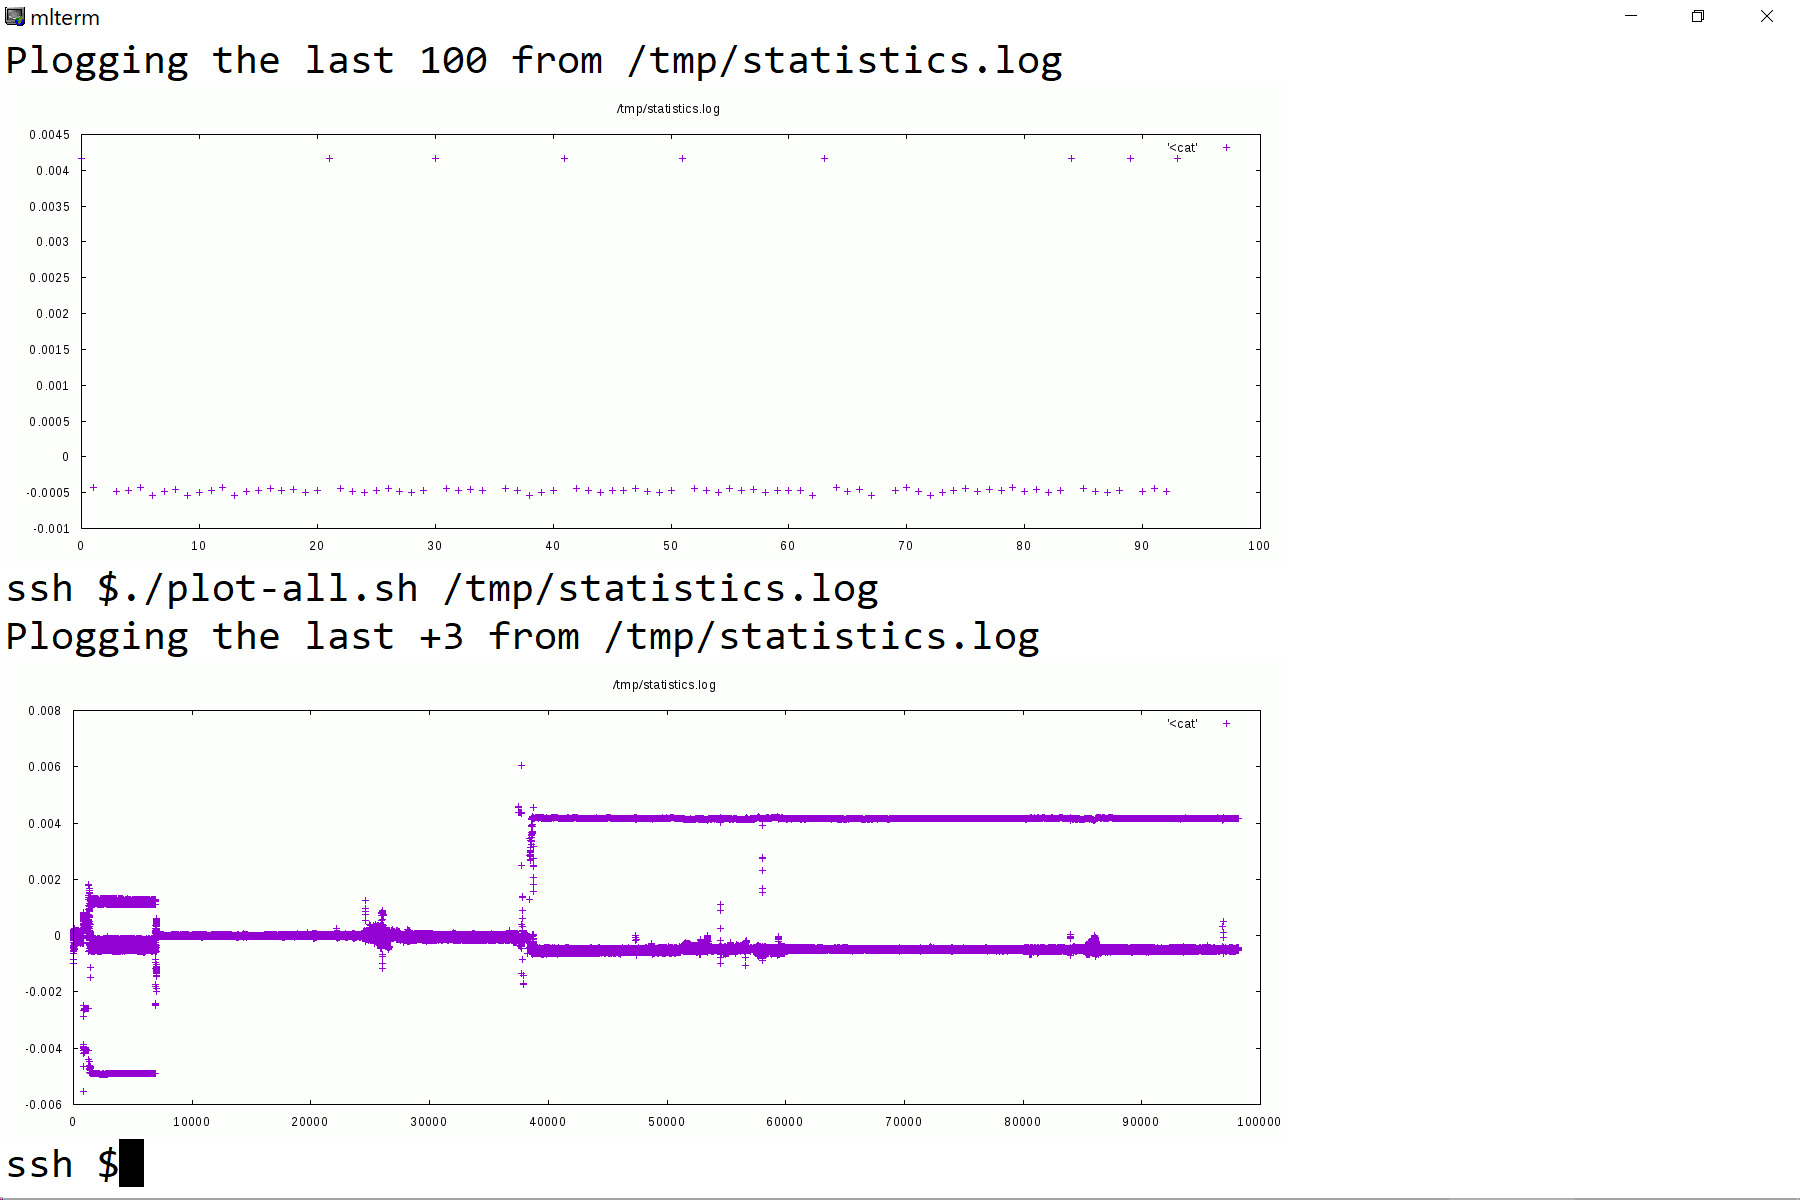 mlterm
Plogging the last 100 from /tmp/statistics.log
/tmp/statistics.log
'<cat'
0.0045
0.004
0.0035
0.003
0.0025
0.002
0.0015
0.001
0.0005
0
-0.0005
-0.001
0 10 20 30 40 50 60 70 80 90 100
ssh $./plot-all.sh /tmp/statistics.log
Plogging the last +3 from /tmp/statistics.log
/tmp/statistics.log
'<cat'
0.008
0.006
0.004
0.002
0
-0.002
-0.004
-0.006
0 10000 20000 30000 40000 50000 60000 70000 80000 90000 100000
ssh $